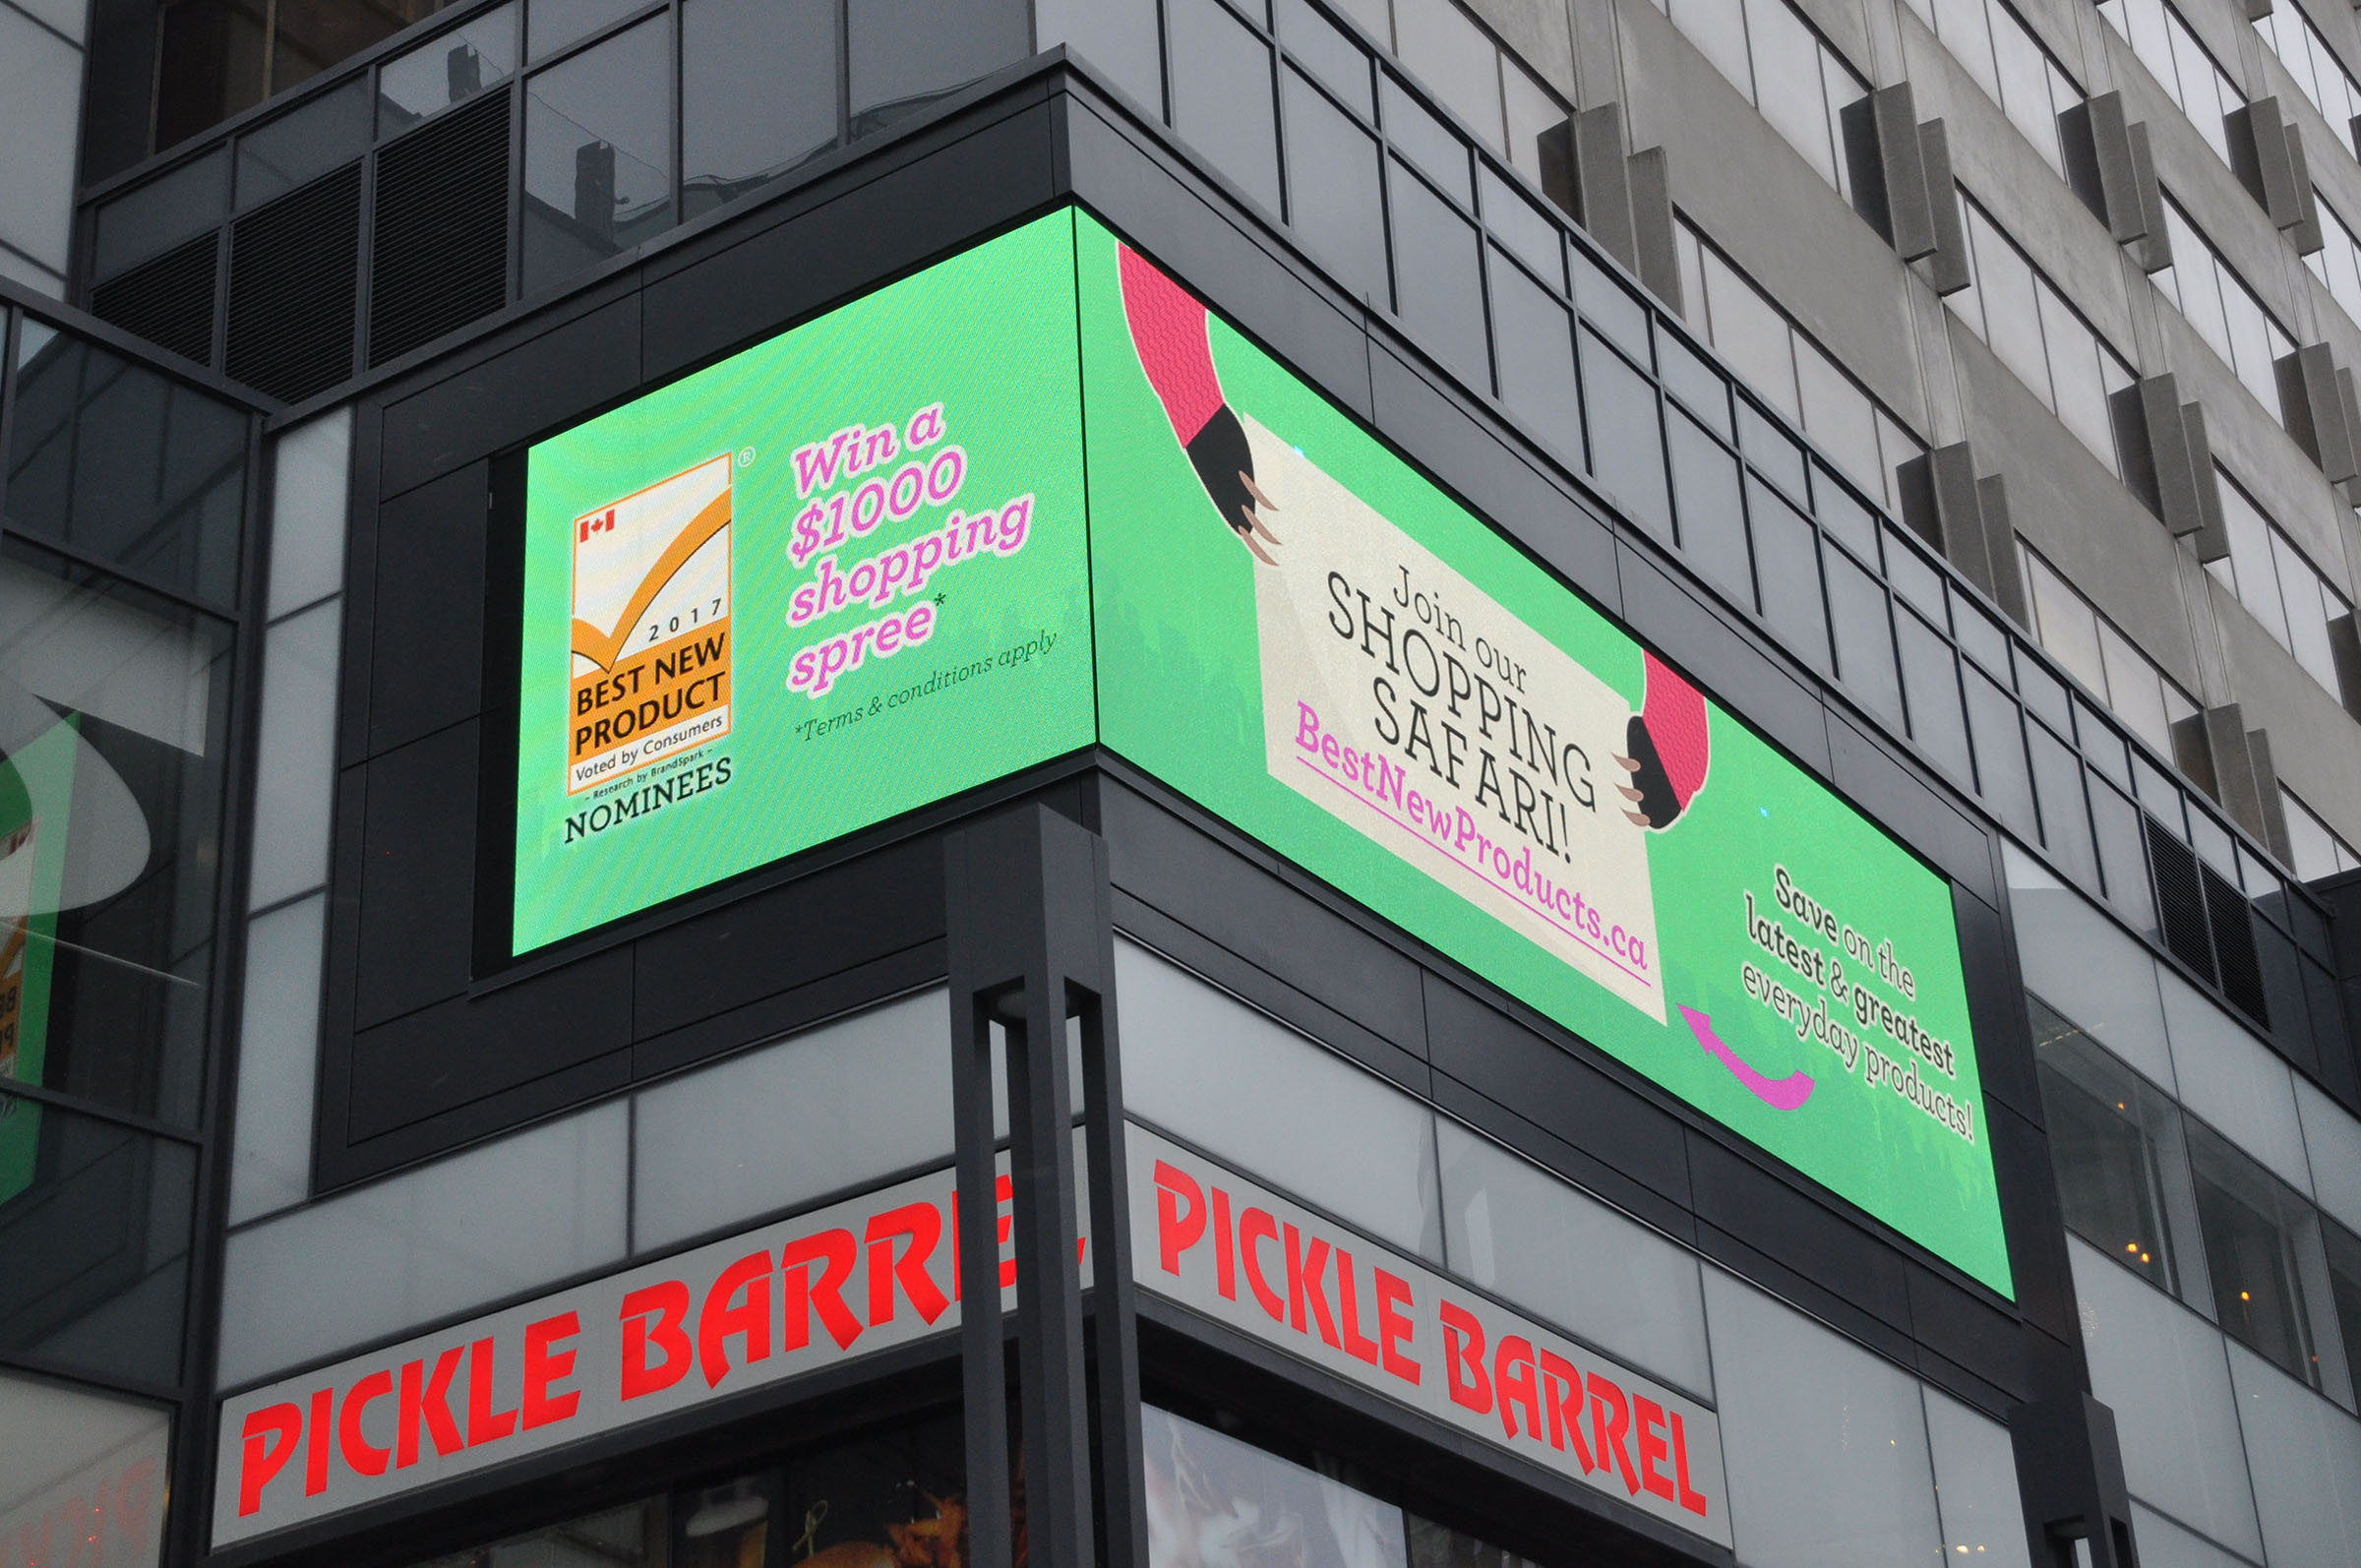 ®
2017
BEST NEW
PRODUCT
Voted by Consumers
- Research by BrandSpark -
NOMINEES
Win a
$1000
shopping
spree*
*Terms & conditions apply
Join our
SHOPPING
SAFARI!
BestNewProducts.ca
Save on the
latest & greatest
everyday products!
PICKLE BARREL
PICKLE BARREL